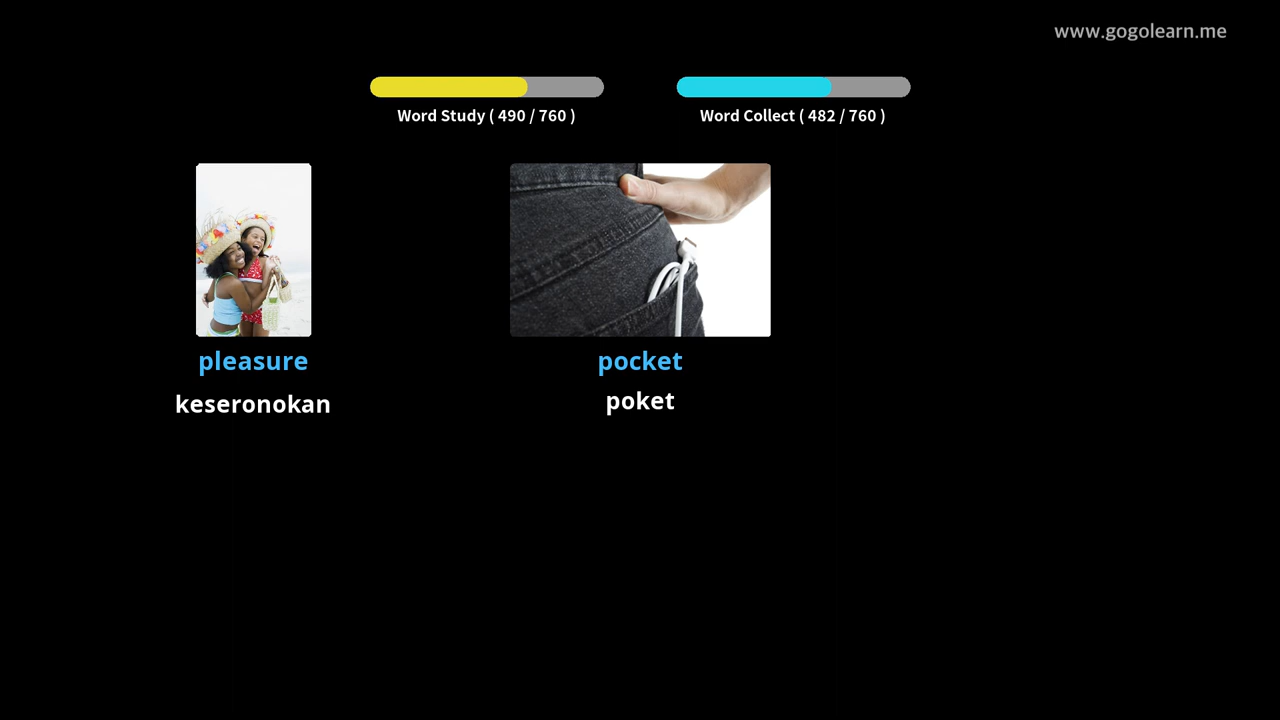 www.gogolearn.me
Word Study ( 490 / 760 )
Word Collect ( 482 / 760 )
pleasure
keseronokan
pocket
poket